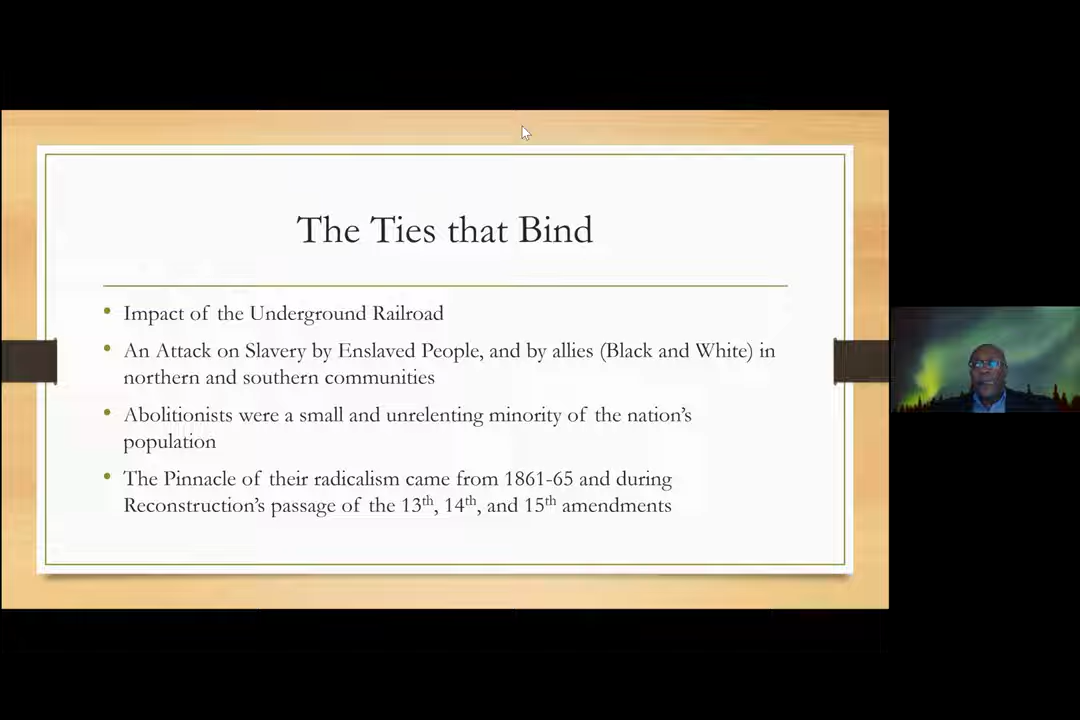 The Ties that Bind
• Impact of the Underground Railroad
• An Attack on Slavery by Enslaved People, and by allies (Black and White) in
northern and southern communities
• Abolitionists were a small and unrelenting minority of the nation's
population
• The Pinnacle of their radicalism came from 1861-65 and during
Reconstruction's passage of the 13th, 14th, and 15th amendments